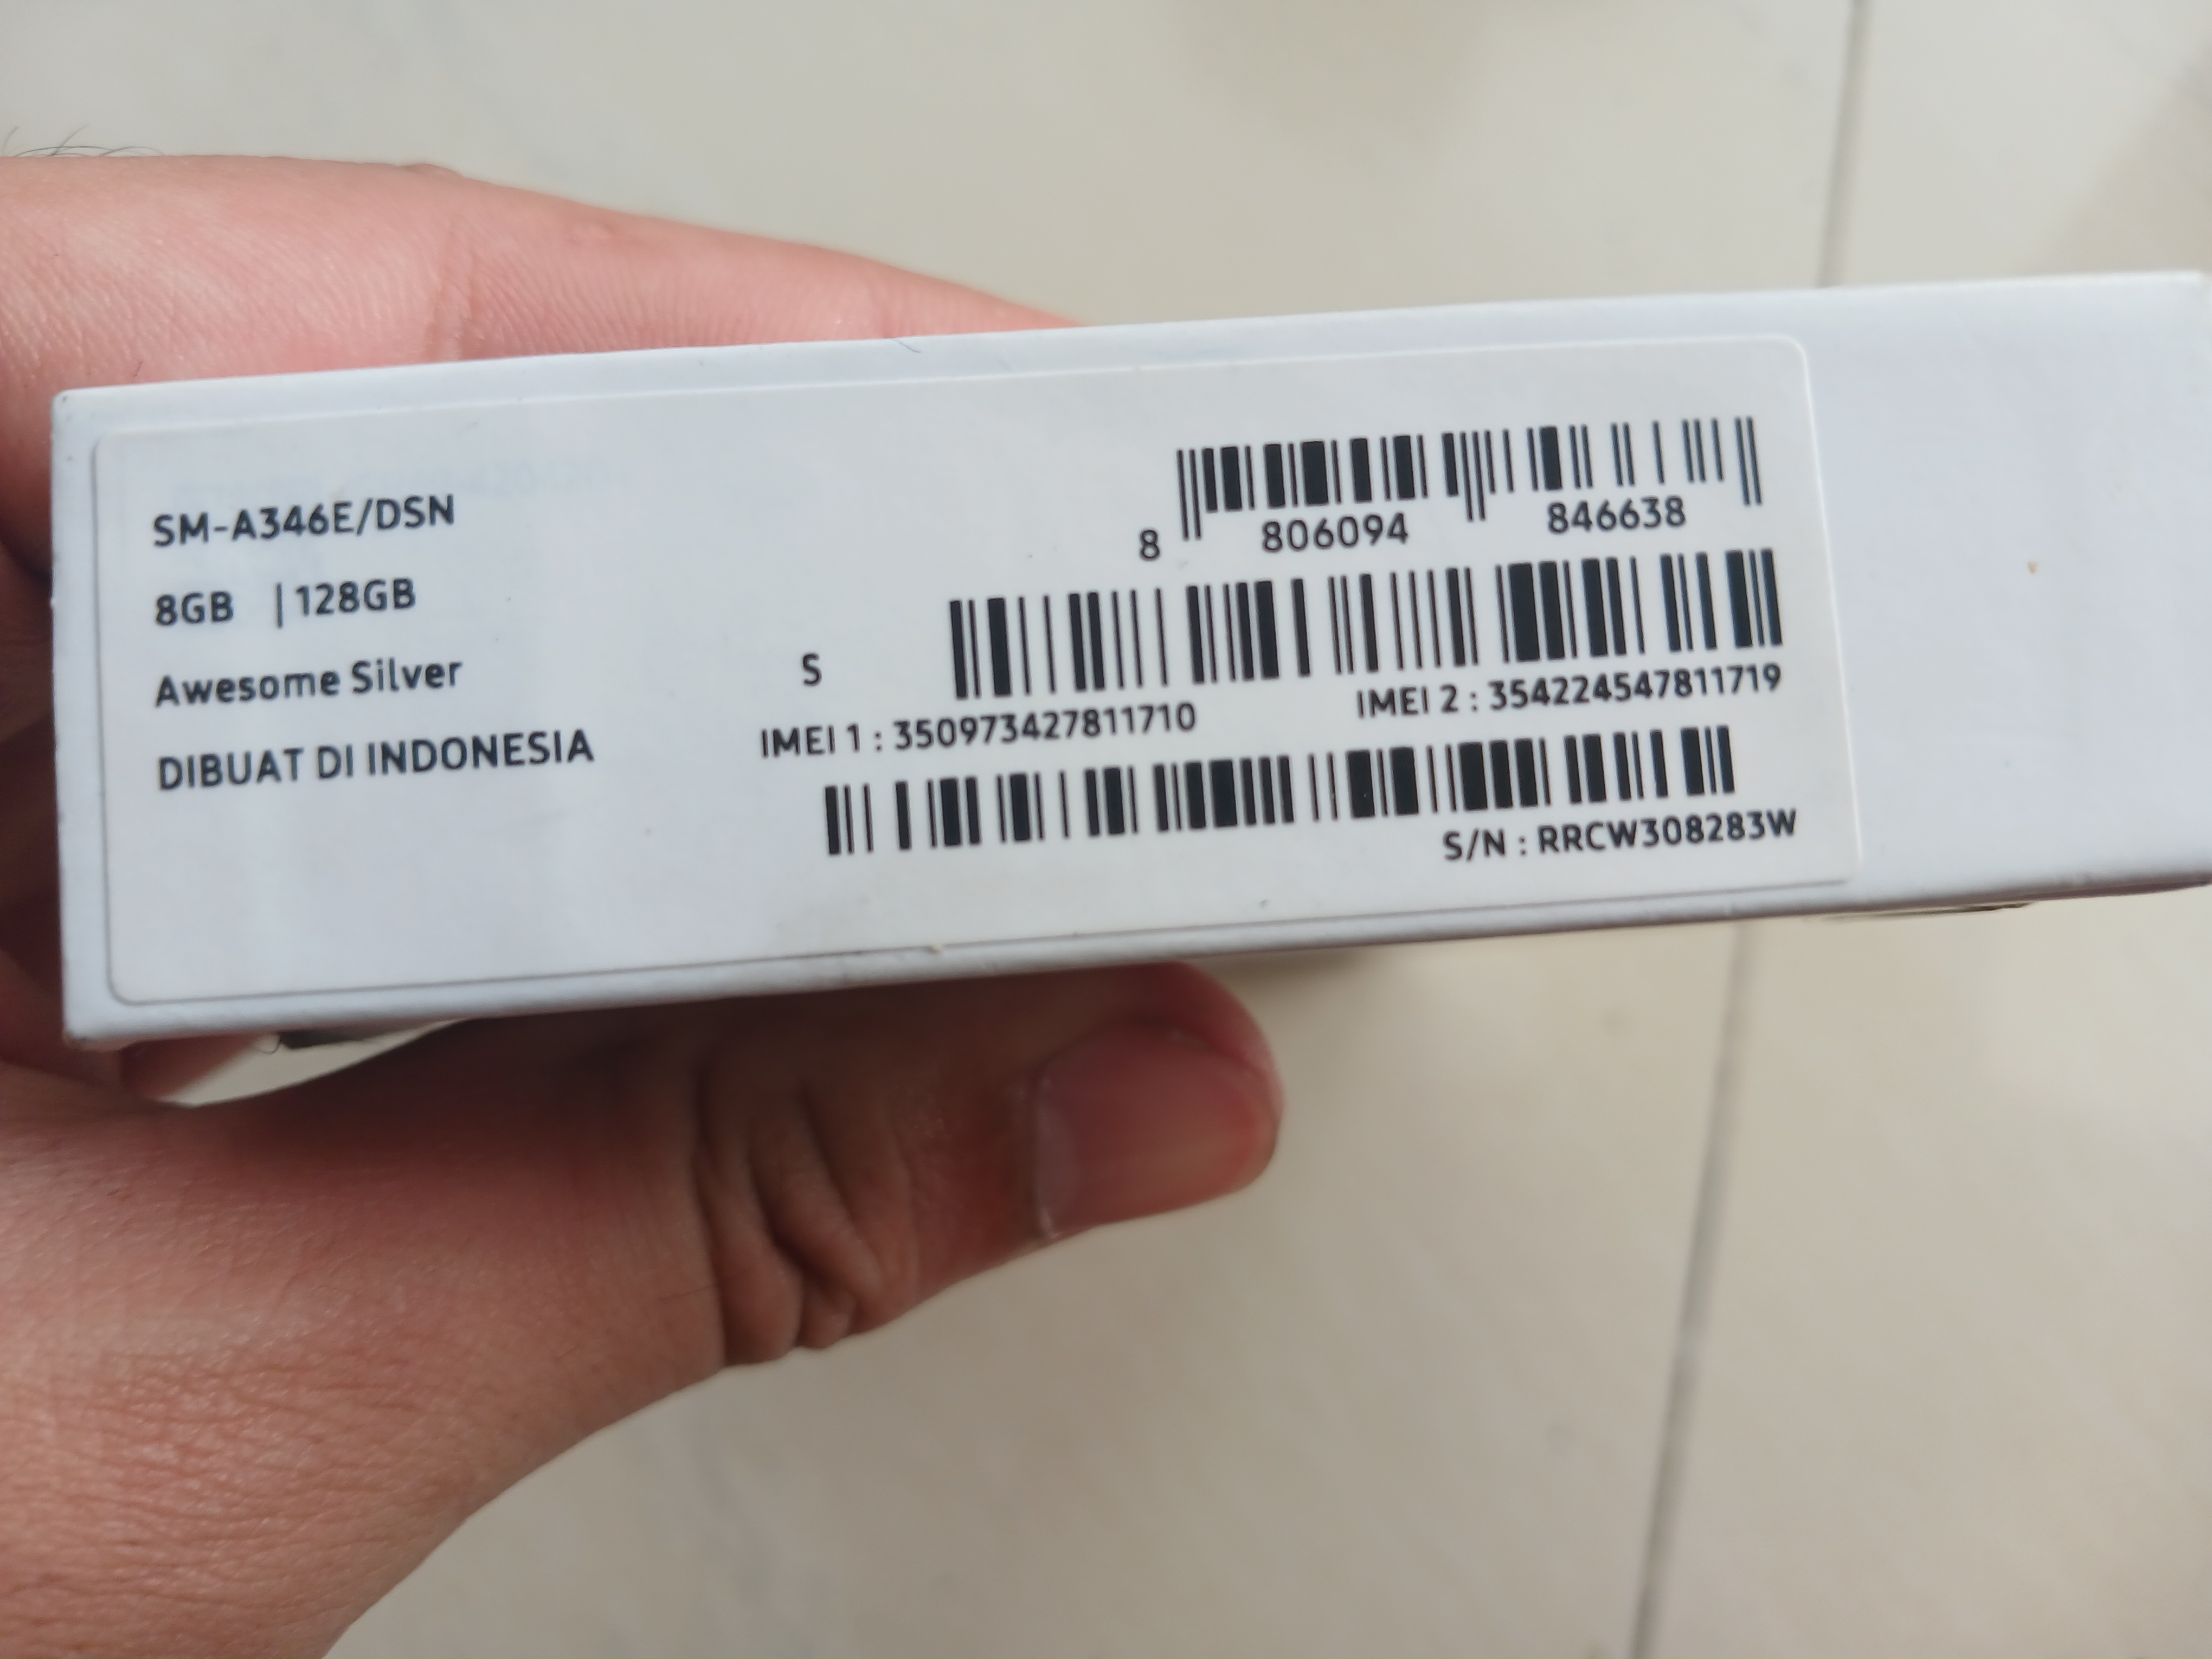 SM-A346E/DSN
8GB | 128GB
Awesome Silver
DIBUAT DI INDONESIA
8 806094 846638
S
IMEI 1 : 350973427811710
IMEI 2 : 354224547811719
S/N : RRCW308283W